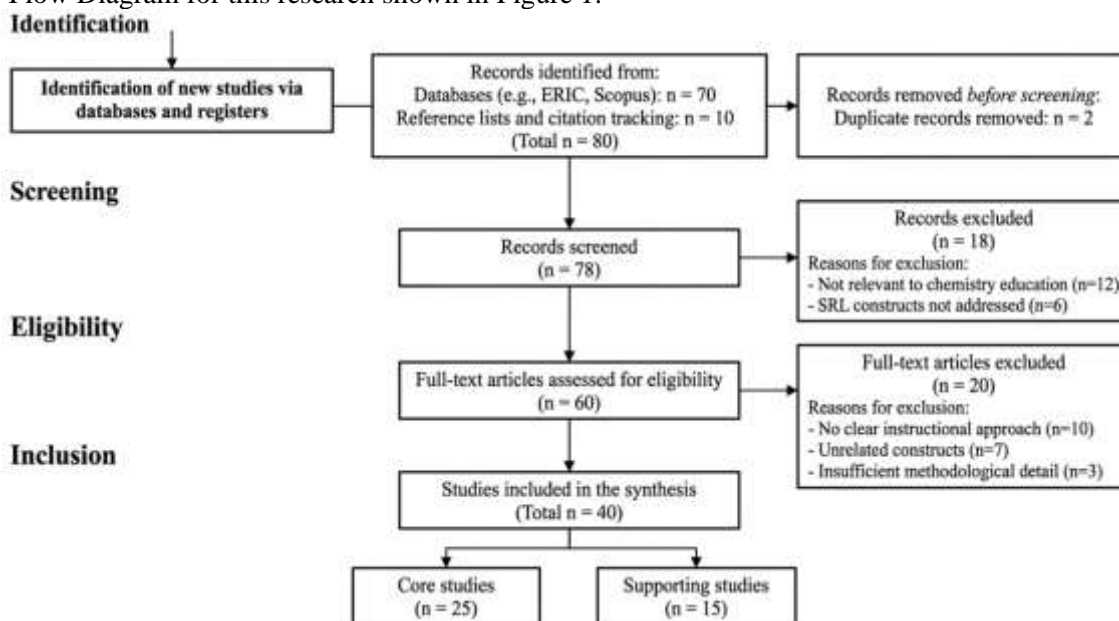 Flow Diagram for this research shown in Figure 1.
Identification
Identification of new studies via
databases and registers
Records identified from:
Databases (e.g., ERIC, Scopus): n = 70
Reference lists and citation tracking: n = 10
(Total n = 80)
Records removed before screening:
Duplicate records removed: n = 2
Screening
Records screened
(n = 78)
Records excluded
(n = 18)
Reasons for exclusion:
- Not relevant to chemistry education (n=12)
- SRL constructs not addressed (n=6)
Eligibility
Full-text articles assessed for eligibility
(n = 60)
Full-text articles excluded
(n = 20)
Reasons for exclusion:
- No clear instructional approach (n=10)
- Unrelated constructs (n=7)
- Insufficient methodological detail (n=3)
Inclusion
Studies included in the synthesis
(Total n = 40)
Core studies
(n = 25)
Supporting studies
(n = 15)